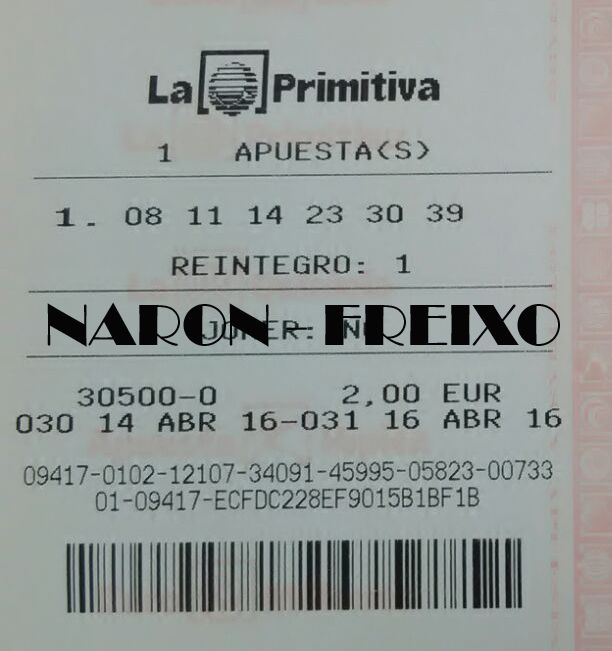 La Primitiva
1 APUESTA(S)
1. 08 11 14 23 30 39
REINTEGRO: 1
NARON - FREIXO
JOKER: NO
30500-0 2,00 EUR
030 14 ABR 16-031 16 ABR 16
09417-0102-12107-34091-45995-05823-00733
01-09417-ECFDC228EF9015B1BF1B